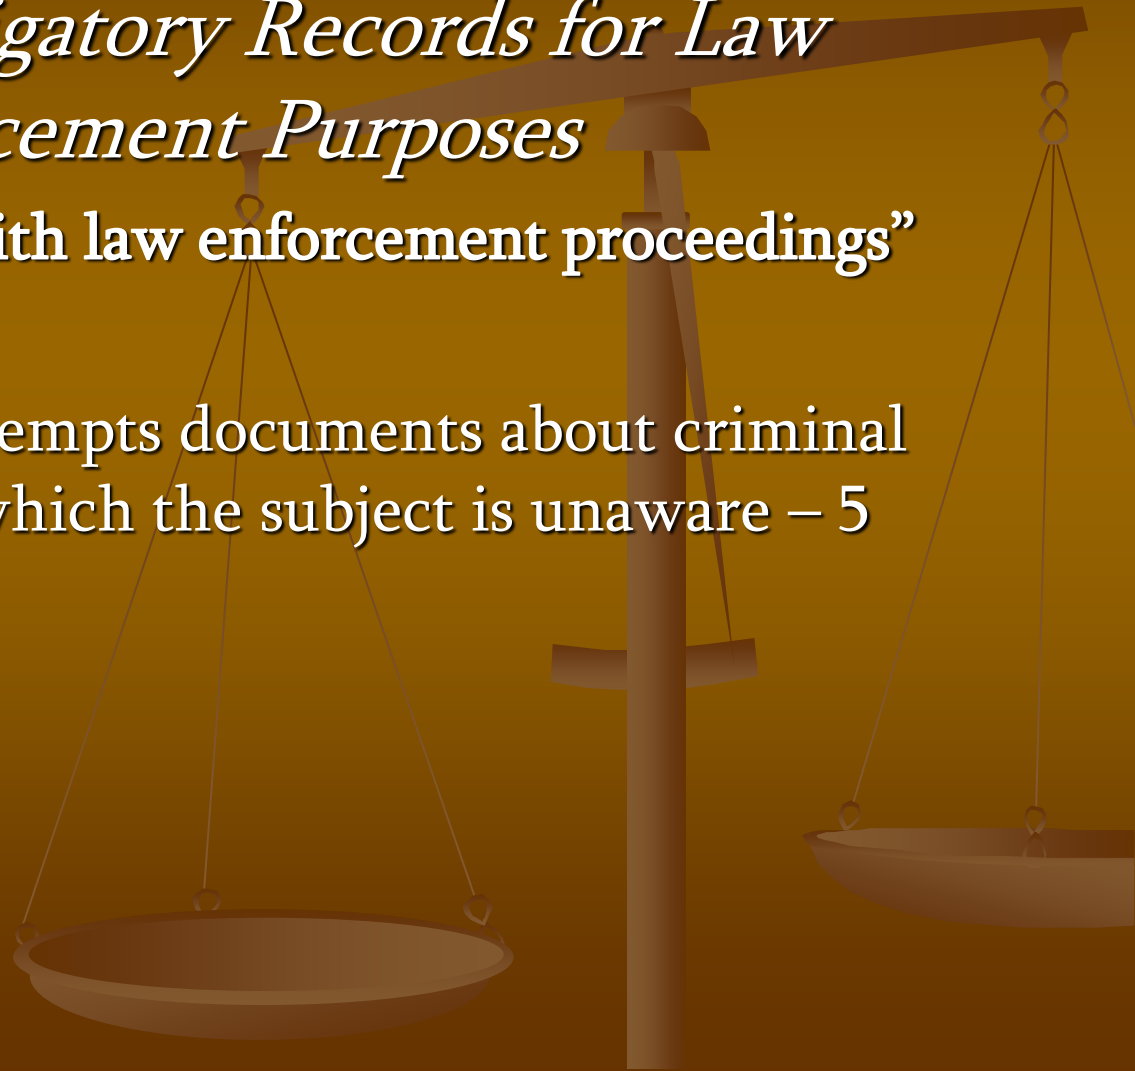 igatory Records for Law
cement Purposes
ith law enforcement proceedings”
empts documents about criminal
which the subject is unaware – 5